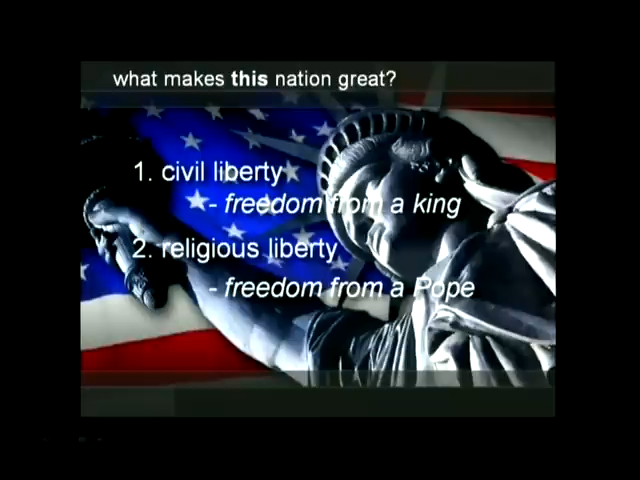 what makes this nation great?
1. civil liberty
- freedom from a king
2. religious liberty
- freedom from a Pope